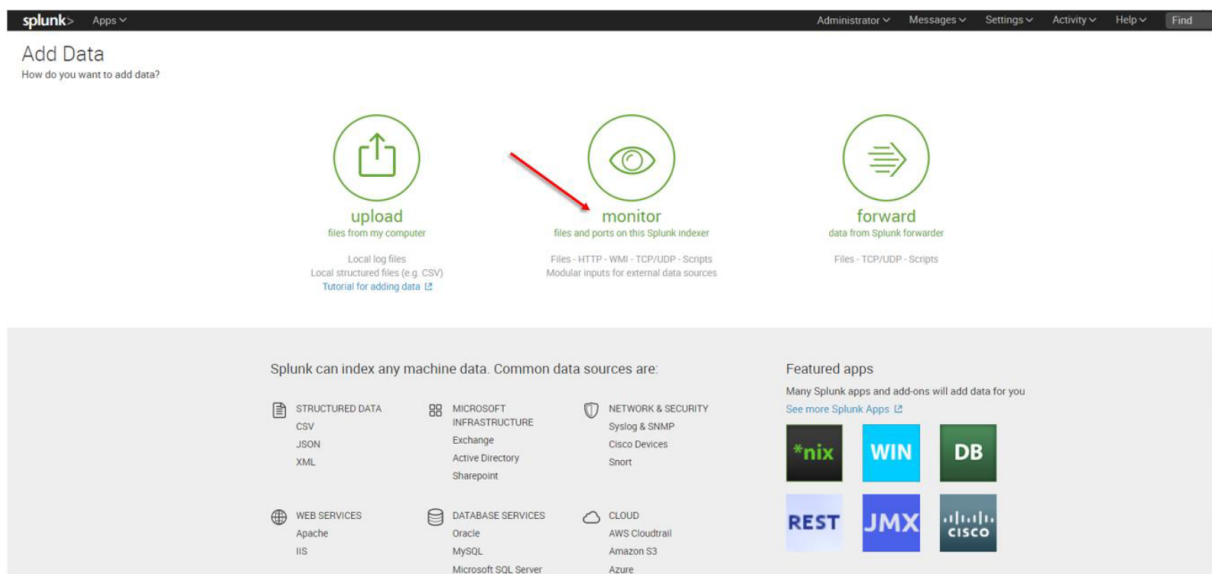 splunk> Apps Administrator Messages Settings Activity Help Find
Add Data
How do you want to add data?
upload
files from my computer
Local log files
Local structured files (e.g. CSV)
Tutorial for adding data
monitor
files and ports on this Splunk indexer
Files - HTTP - WMI - TCP/UDP - Scripts
Modular inputs for external data sources
forward
data from Splunk forwarder
Files - TCP/UDP - Scripts
Splunk can index any machine data. Common data sources are:
STRUCTURED DATA
CSV
JSON
XML
MICROSOFT
INFRASTRUCTURE
Exchange
Active Directory
Sharepoint
NETWORK & SECURITY
Syslog & SNMP
Cisco Devices
Snort
WEB SERVICES
Apache
IIS
DATABASE SERVICES
Oracle
MySQL
Microsoft SQL Server
CLOUD
AWS Cloudtrail
Amazon S3
Azure
Featured apps
Many Splunk apps and add-ons will add data for you
See more Splunk Apps
*nix
WIN
DB
REST
JMX
CISCO